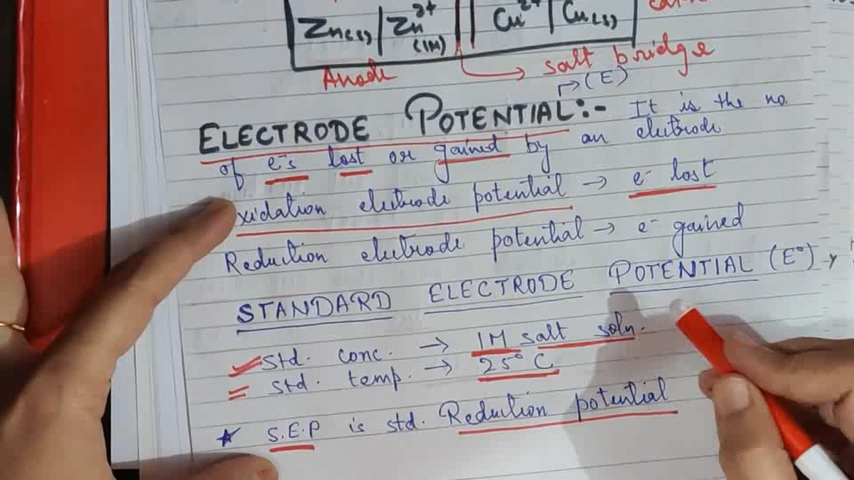 Zn(s) | Zn²⁺ (1M) || Cu²⁺ | Cu(s)
Anode
salt bridge
→ (E)
ELECTRODE POTENTIAL:- It is the no.
of e⁻s lost or gained by an electrode
xidation electrode potential → e⁻ lost
Reduction electrode potential → e⁻ gained
STANDARD ELECTRODE POTENTIAL (E°) →
std. conc. → 1M salt soln.
= std. temp. → 25°C
* S.E.P is std. Reduction potential